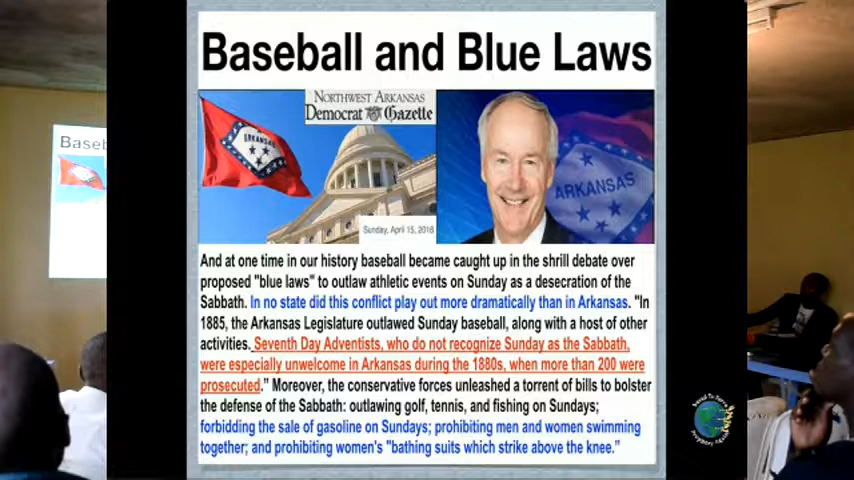 Baseball and Blue Laws
NORTHWEST ARKANSAS
Democrat Gazette
ARKANSAS
ARKANSAS
Sunday, April 15, 2018
And at one time in our history baseball became caught up in the shrill debate over
proposed "blue laws" to outlaw athletic events on Sunday as a desecration of the
Sabbath. In no state did this conflict play out more dramatically than in Arkansas. "In
1885, the Arkansas Legislature outlawed Sunday baseball, along with a host of other
activities. Seventh Day Adventists, who do not recognize Sunday as the Sabbath,
were especially unwelcome in Arkansas during the 1880s, when more than 200 were
prosecuted." Moreover, the conservative forces unleashed a torrent of bills to bolster
the defense of the Sabbath: outlawing golf, tennis, and fishing on Sundays;
forbidding the sale of gasoline on Sundays; prohibiting men and women swimming
together; and prohibiting women's "bathing suits which strike above the knee."
Baseb